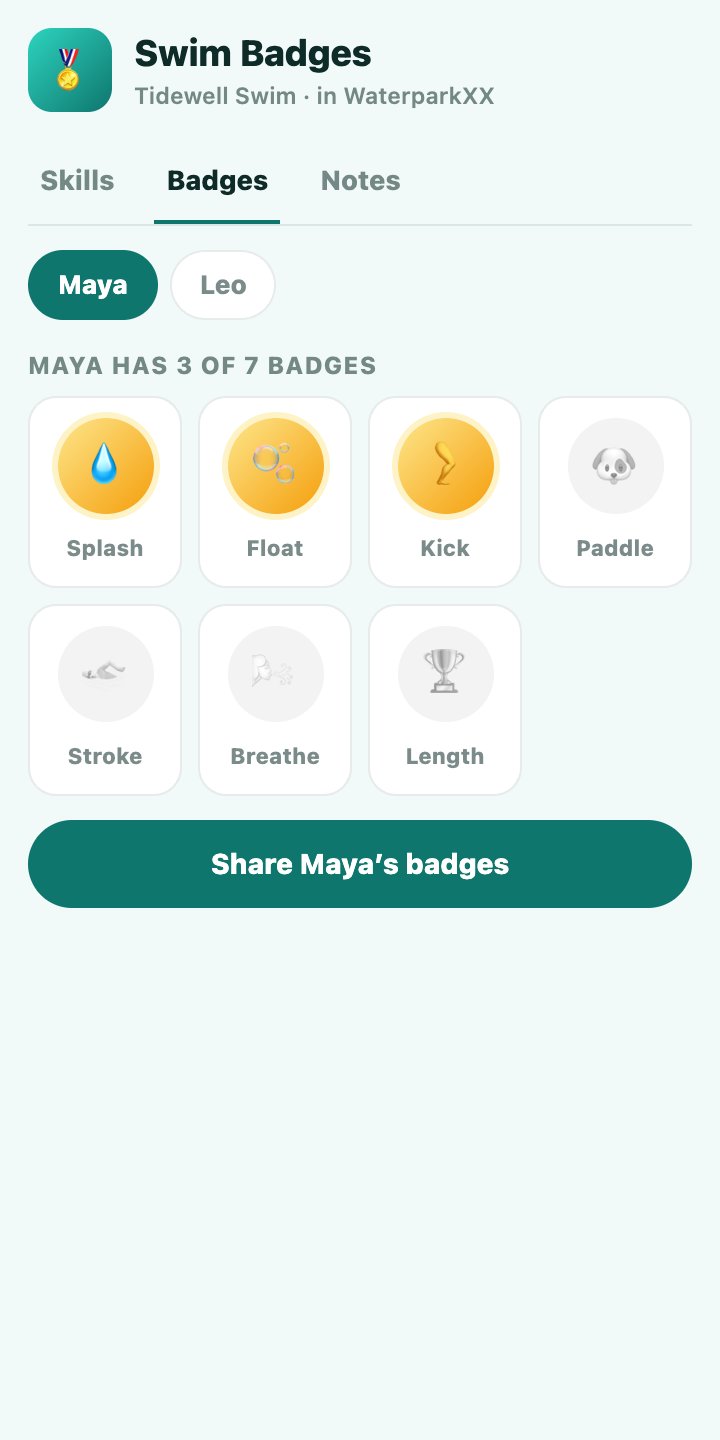 Swim Badges
Tidewell Swim · in WaterparkXX
Skills Badges Notes
Maya Leo
MAYA HAS 3 OF 7 BADGES
Splash Float Kick Paddle
Stroke Breathe Length
Share Maya’s badges